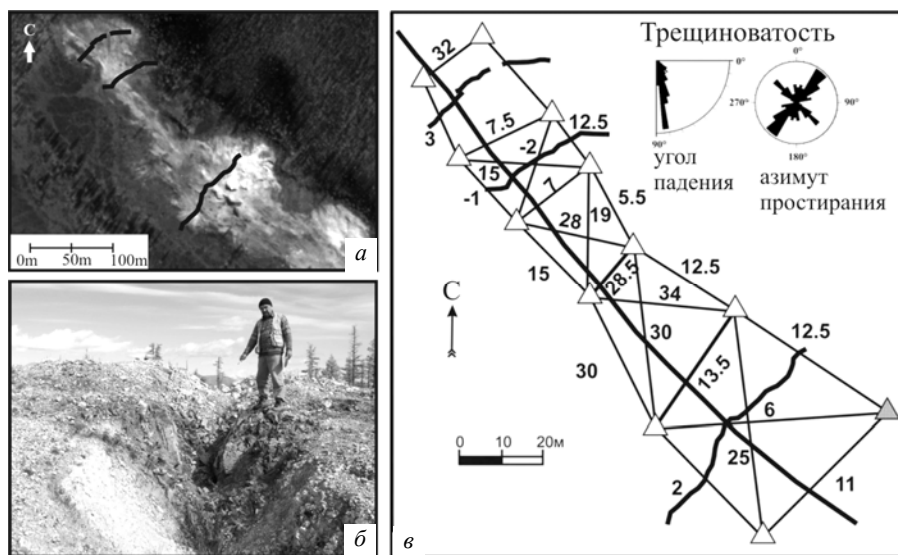 С
0m 50m 100m
а
б
32
7.5
3
12.5
-2
15
-1
7
28
19
5.5
15
28.5
12.5
34
30
30
12.5
13.5
6
25
2
11
С
0 10 20м
Трещиноватость
0°
90°
угол
падения
0°
270°
90°
180°
азимут
простирания
в